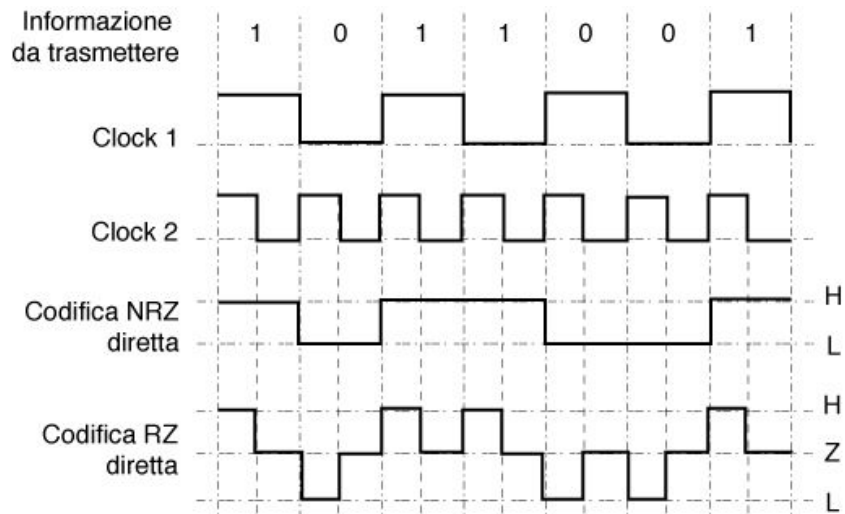 Informazione
da trasmettere
1 0 1 1 0 0 1
Clock 1
Clock 2
Codifica NRZ
diretta
H
L
Codifica RZ
diretta
H
Z
L